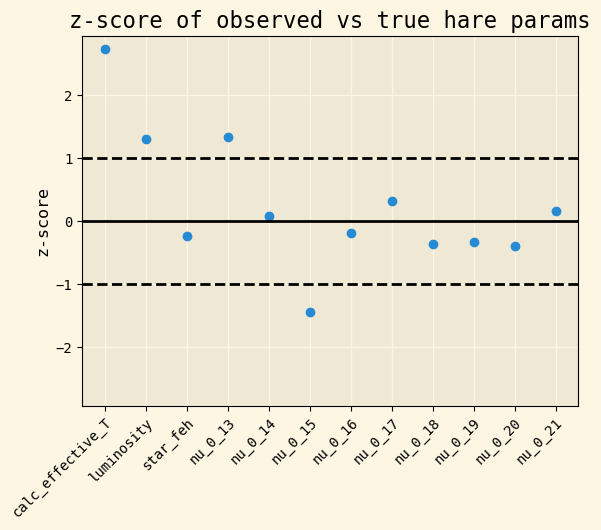 z-score of observed vs true hare params
z-score
2
1
0
−1
−2
calc_effective_T
luminosity
star_feh
nu_0_13
nu_0_14
nu_0_15
nu_0_16
nu_0_17
nu_0_18
nu_0_19
nu_0_20
nu_0_21